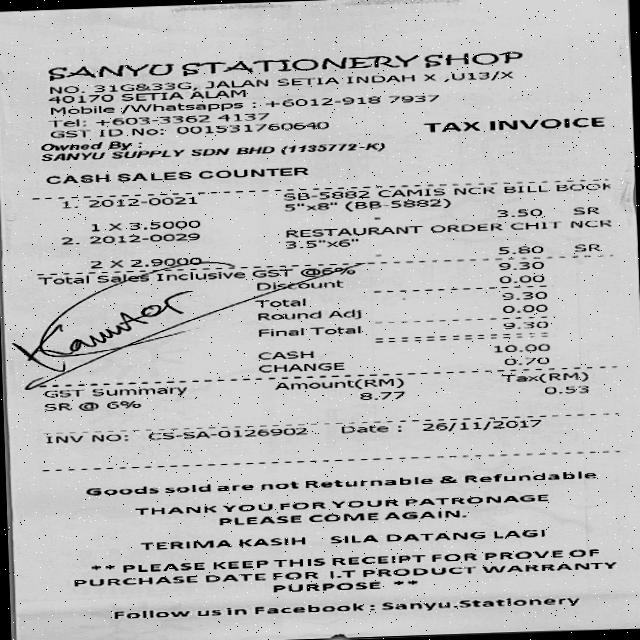 SANYU STATIONERY SHOP
NO. 31G&33G, JALAN SETIA INDAH X ,U13/X
40170 SETIA ALAM
Mobile /Whatsapps : +6012-918 7937
Tel: +603-3362 4137
GST ID No: 001531760640
TAX INVOICE
Owned By :
SANYU SUPPLY SDN BHD (1135772-K)
CASH SALES COUNTER
1. 2012-0021 SB-5882 CAMIS NCR BILL BOOK
5"x8" (BB-5882)
1 X 3.5000 - 3.50 SR
2. 2012-0029 RESTAURANT ORDER CHIT NCR
3.5"x6"
2 X 2.9000 - 5.80 SR
Total Sales Inclusive GST @6% 9.30
Discount 0.00
Total 9.30
Round Adj 0.00
Final Total 9.30
CASH 10.00
CHANGE 0.70
GST Summary Amount(RM) Tax(RM)
SR @ 6% 8.77 0.53
INV NO: CS-SA-0126902 Date : 26/11/2017
Goods sold are not Returnable & Refundable
THANK YOU FOR YOUR PATRONAGE
PLEASE COME AGAIN.
TERIMA KASIH SILA DATANG LAGI
** PLEASE KEEP THIS RECEIPT FOR PROVE OF
PURCHASE DATE FOR I.T PRODUCT WARRANTY
PURPOSE **
Follow us in Facebook : Sanyu.Stationery